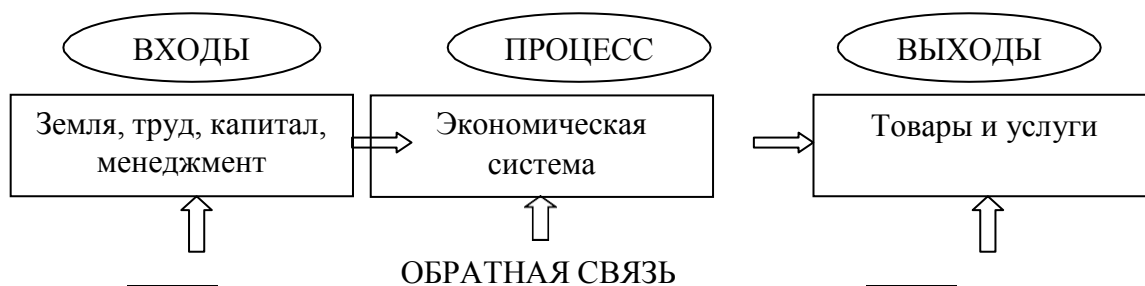 ВХОДЫ ПРОЦЕСС ВЫХОДЫ
Земля, труд, капитал,
менеджмент
Экономическая
система
Товары и услуги
ОБРАТНАЯ СВЯЗЬ